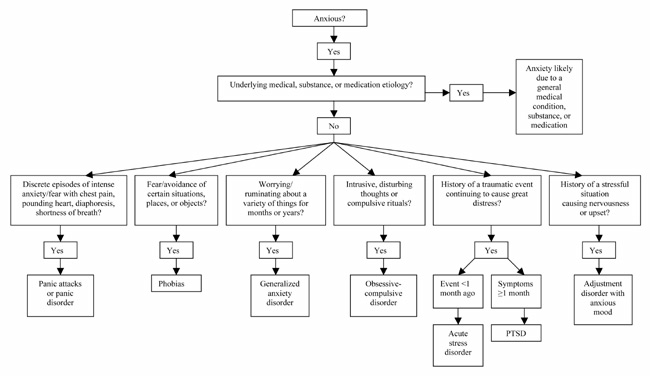 Anxious?
Yes
Underlying medical, substance, or medication etiology?
Yes
Anxiety likely
due to a
general
medical
condition,
substance, or
medication
No
Discrete episodes of intense
anxiety/fear with chest pain,
pounding heart, diaphoresis,
shortness of breath?
Fear/avoidance of
certain situations,
places, or objects?
Worrying/
ruminating about a
variety of things for
months or years?
Intrusive, disturbing
thoughts or
compulsive rituals?
History of a traumatic event
continuing to cause great
distress?
History of a stressful
situation
causing nervousness
or upset?
Yes
Yes
Yes
Yes
Yes
Yes
Panic attacks
or panic
disorder
Phobias
Generalized
anxiety
disorder
Obsessive-
compulsive
disorder
Event <1
month ago
Symptoms
≥1 month
Adjustment
disorder with
anxious
mood
Acute
stress
disorder
PTSD